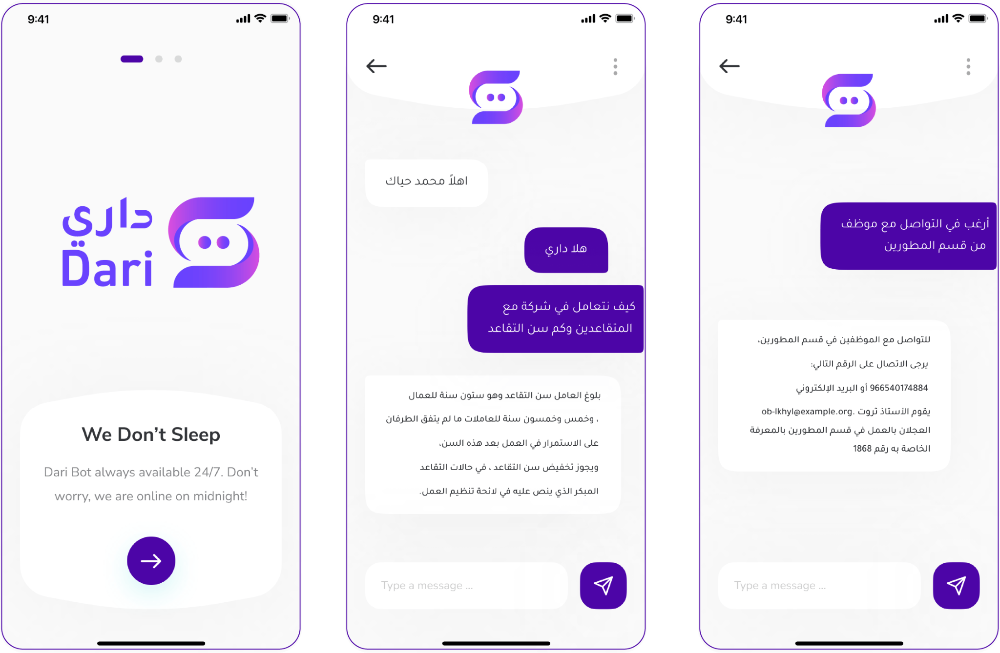 9:41
داري
Dari
We Don't Sleep
Dari Bot always available 24/7. Don't
worry, we are online on midnight!
9:41
اهلاً محمد حياك
هلا داري
كيف نتعامل في شركة مع
المتقاعدين وكم سن التقاعد
بلوغ العامل سن التقاعد وهو ستون سنة للعمال
، وخمس وخمسون سنة للعاملات ما لم يتفق الطرفان
على الاستمرار في العمل بعد هذه السن،
ويجوز تخفيض سن التقاعد ، في حالات التقاعد
المبكر الذي ينص عليه في لائحة تنظيم العمل.
Type a message ...
9:41
أرغب في التواصل مع موظف
من قسم المطورين
للتواصل مع الموظفين في قسم المطورين،
يرجى الاتصال على الرقم التالي:
966540174884 أو البريد الإلكتروني
يقوم الأستاذ ثروت .ob-lkhyl@example.org
العجلان بالعمل في قسم المطورين بالمعرفة
الخاصة به رقم 1868
Type a message ...